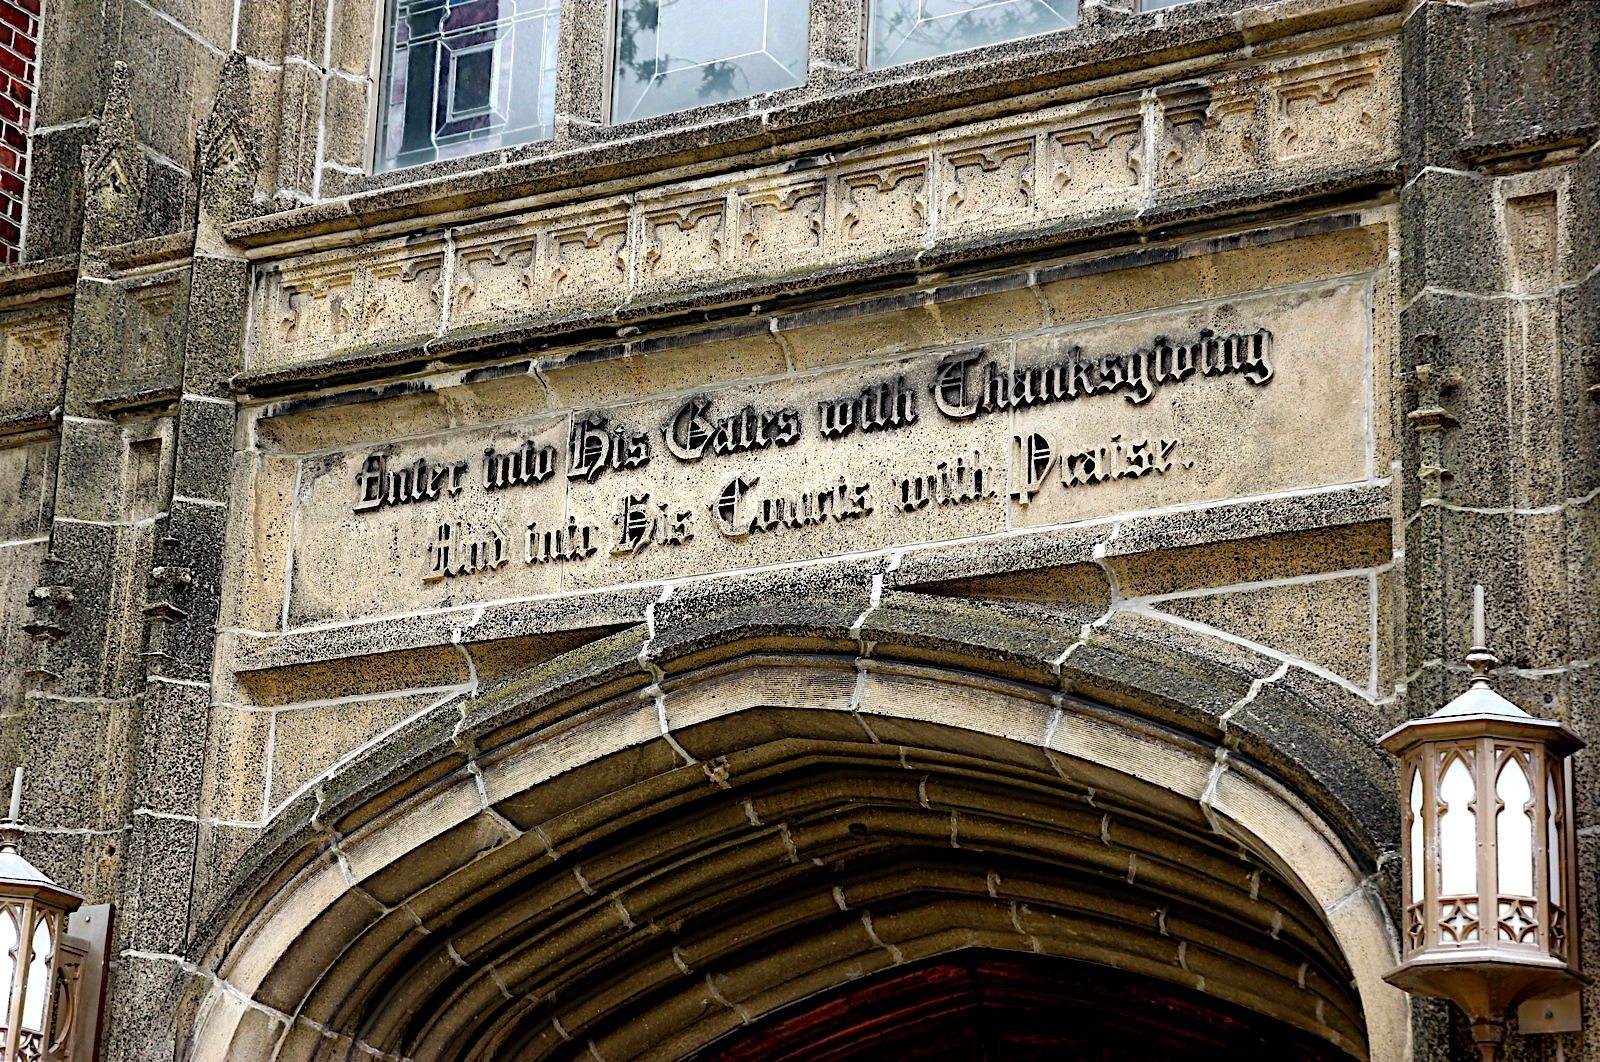 Enter into His Gates with Thanksgiving
And into His Courts with Praise.